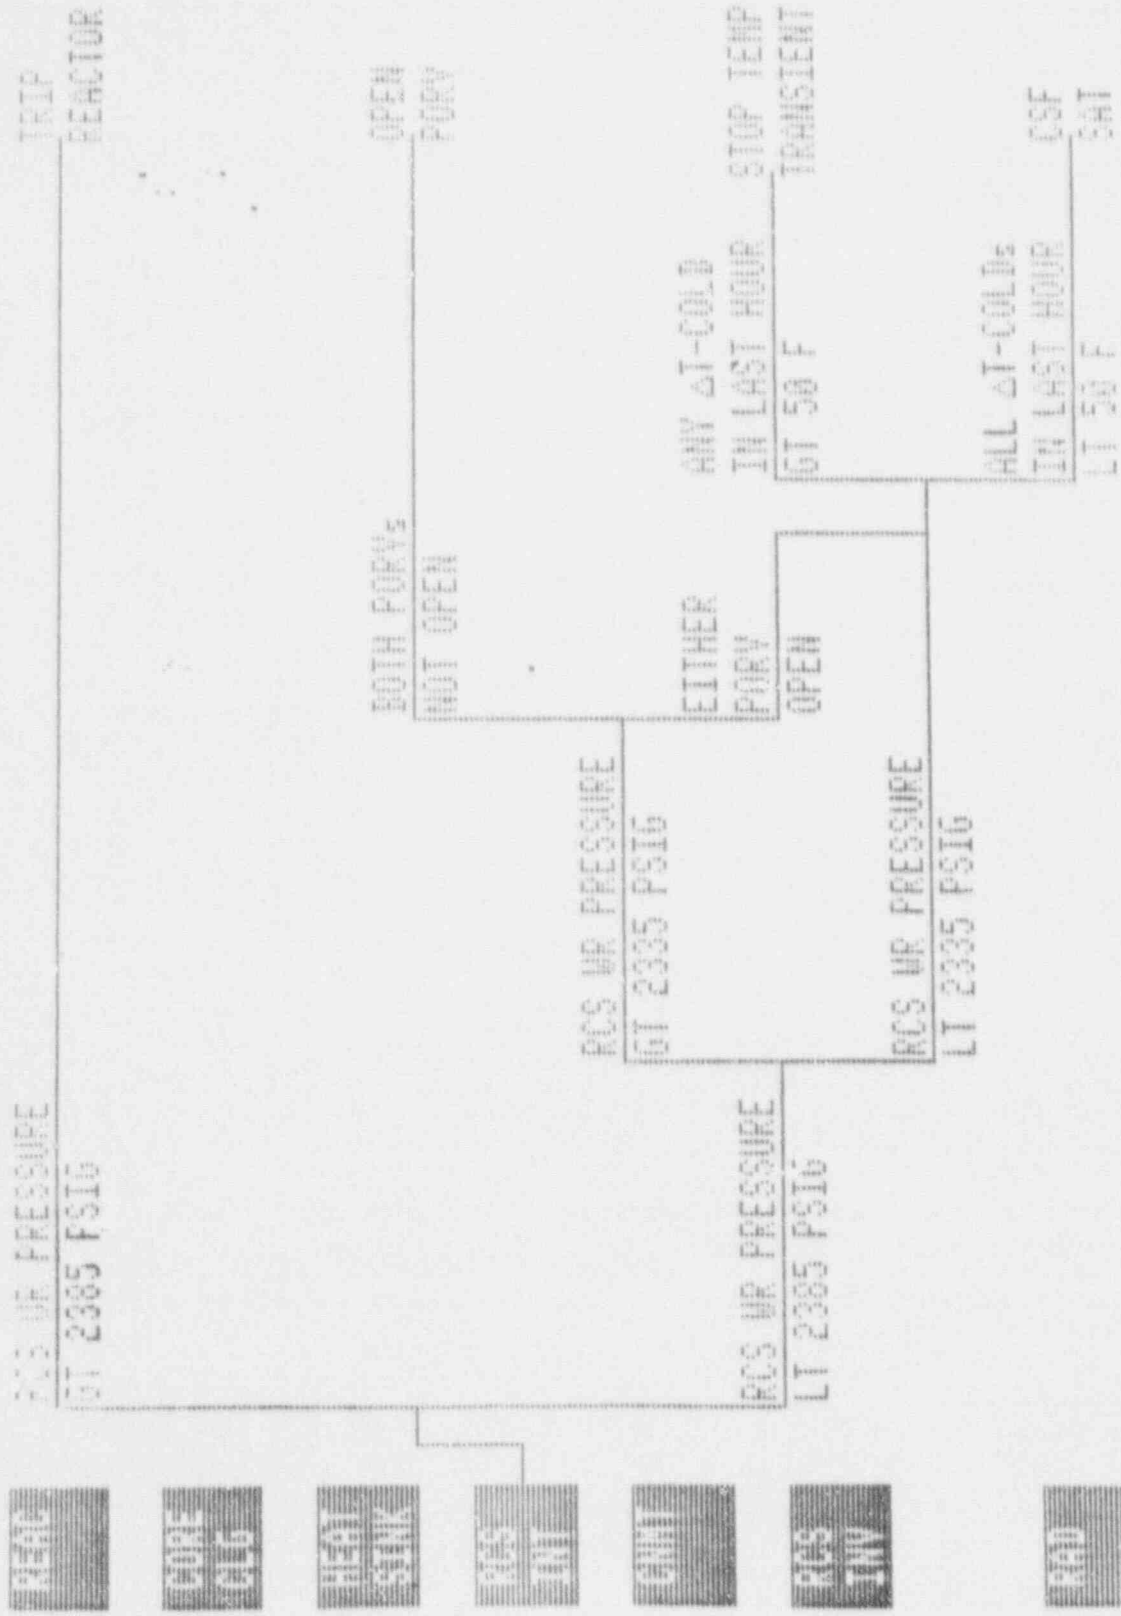 REAC
CORE
CLG
HEAT
SINK
RCS
INT
CNMT
RCS
INV
RAD
RCS WR PRESSURE
GT 2385 PSIG
TRIP
REACTOR
RCS WR PRESSURE
LT 2385 PSIG
RCS WR PRESSURE
GT 2335 PSIG
BOTH PORVs
NOT OPEN
OPEN
PORV
EITHER
PORV
OPEN
RCS WR PRESSURE
LT 2335 PSIG
ANY ΔT-COLD
IN LAST HOUR
GT 50 F
STOP TEMP
TRANSIENT
ALL ΔT-COLDs
IN LAST HOUR
LT 50 F
CSF
SAT